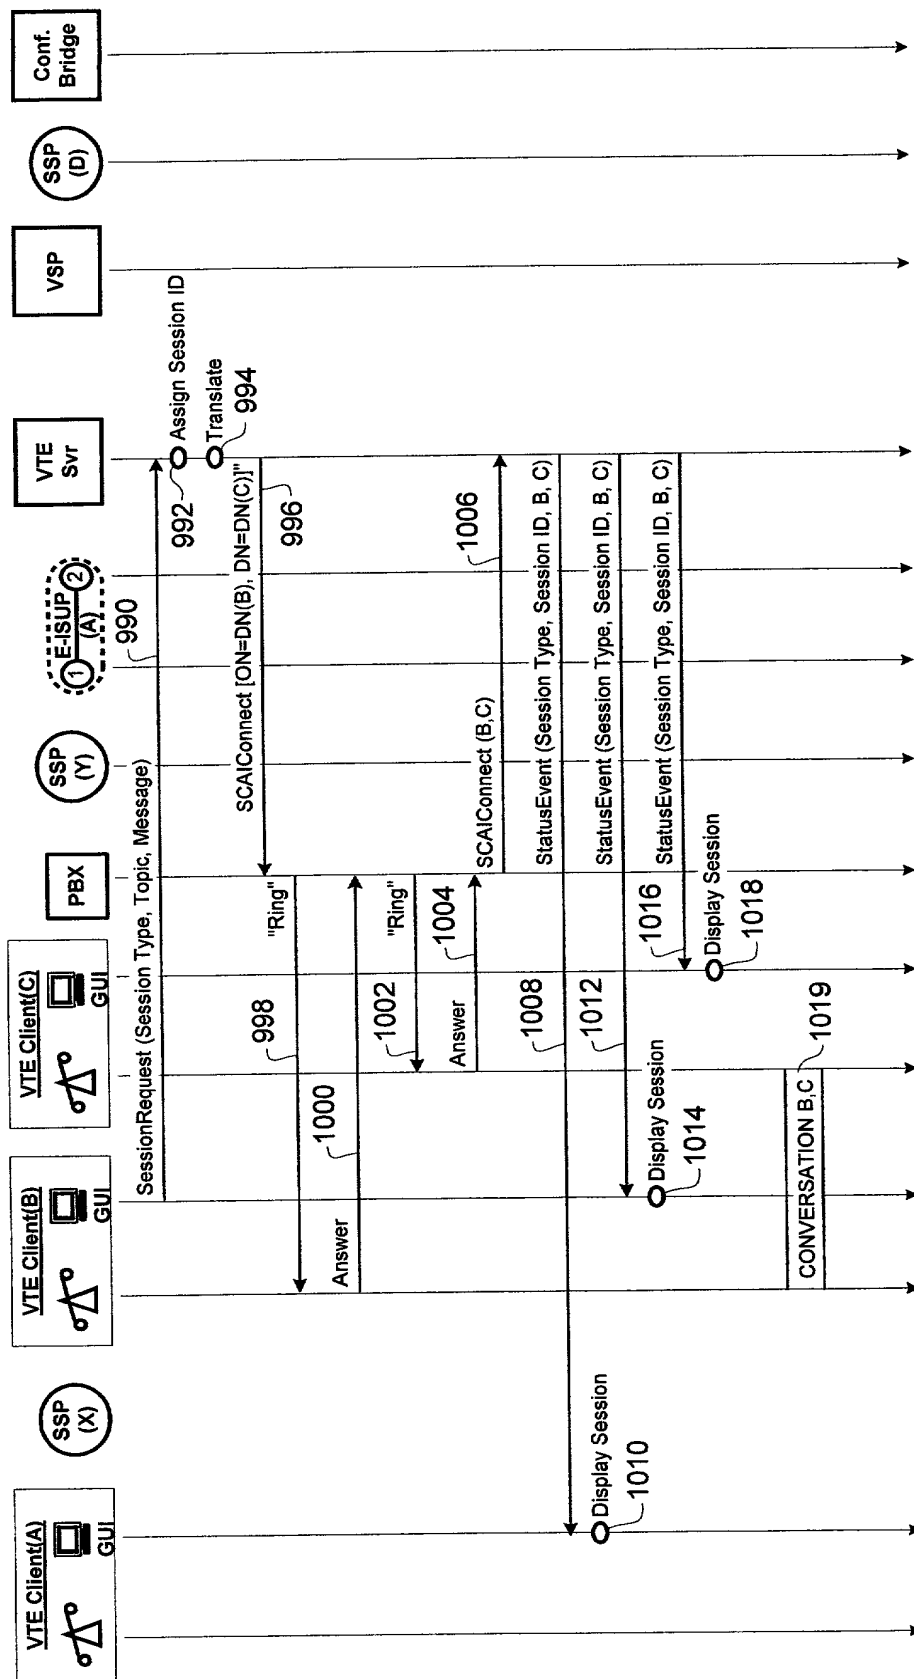 VTE Client(A)
GUI
SSP
(X)
VTE Client(B)
GUI
VTE Client(C)
GUI
PBX
SSP
(Y)
1
E-ISUP
(A)
2
VTE
Svr
VSP
SSP
(D)
Conf.
Bridge
SessionRequest (Session Type, Topic, Message)
990
992
Assign Session ID
Translate
994
SCAIConnect [ON=DN(B), DN=DN(C)]"
996
"Ring"
998
Answer
1000
"Ring"
1002
Answer
1004
SCAIConnect (B,C)
1006
StatusEvent (Session Type, Session ID, B, C)
1008
Display Session
1010
StatusEvent (Session Type, Session ID, B, C)
1012
Display Session
1014
StatusEvent (Session Type, Session ID, B, C)
1016
Display Session
1018
CONVERSATION B,C
1019